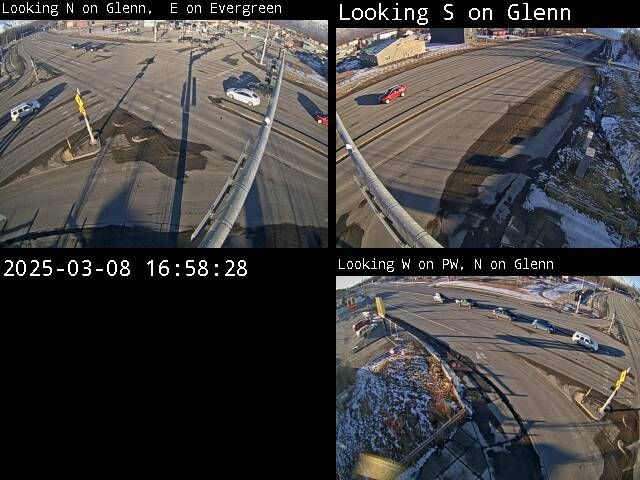 Looking N on Glenn, E on Evergreen
Looking S on Glenn
2025-03-08 16:58:28
Looking W on PW, N on Glenn